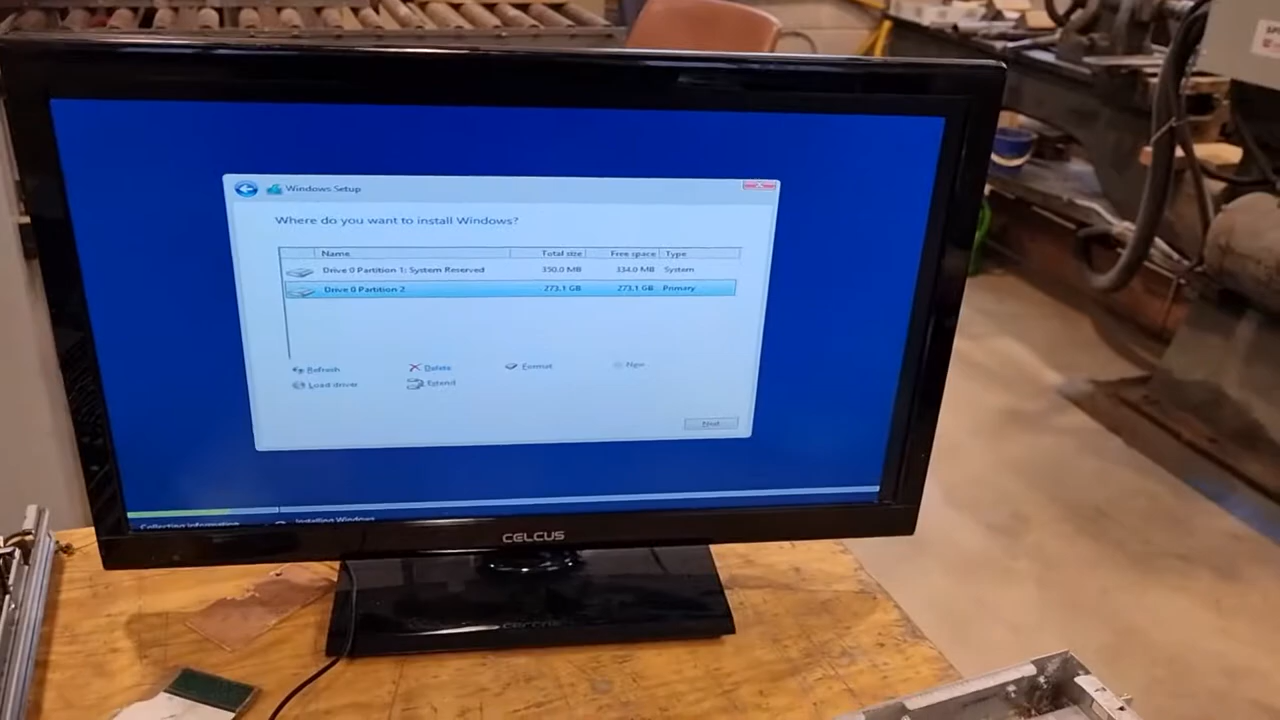 Windows Setup
Where do you want to install Windows?
Name Total size Free space Type
Drive 0 Partition 1: System Reserved 350.0 MB 334.0 MB System
Drive 0 Partition 2 273.1 GB 273.1 GB Primary
Refresh Delete Format New
Load driver Extend
Next
Collecting information Installing Windows
CELCUS